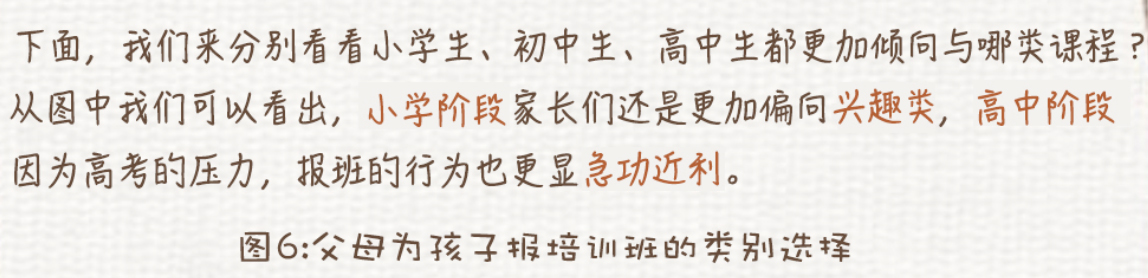 下面，我们来分别看看小学生、初中生、高中生都更加倾向与哪类课程？
从图中我们可以看出，小学阶段家长们还是更加偏向兴趣类，高中阶段
因为高考的压力，报班的行为也更显急功近利。
图6:父母为孩子报培训班的类别选择